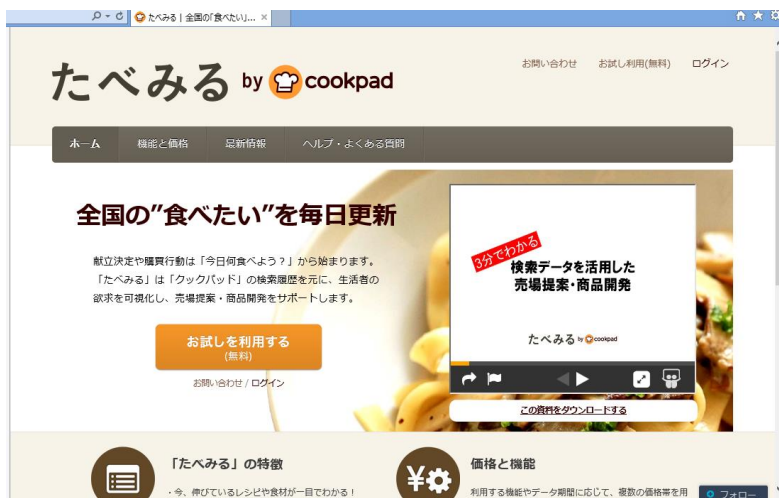 たべみる | 全国の「食べたい」...
たべみる by cookpad
お問い合わせ お試し利用(無料) ログイン
ホーム 機能と価格 最新情報 ヘルプ・よくある質問
全国の"食べたい"を毎日更新
献立決定や購買行動は「今日何食べよう？」から始まります。
「たべみる」は「クックパッド」の検索履歴を元に、生活者の
欲求を可視化し、売場提案・商品開発をサポートします。
お試しを利用する
(無料)
お問い合わせ / ログイン
3分でわかる
検索データを活用した
売場提案・商品開発
たべみる by cookpad
この資料をダウンロードする
「たべみる」の特徴
・今、伸びているレシピや食材が一目でわかる！
¥
価格と機能
利用する機能やデータ期間に応じて、複数の価格帯を用
フォロー